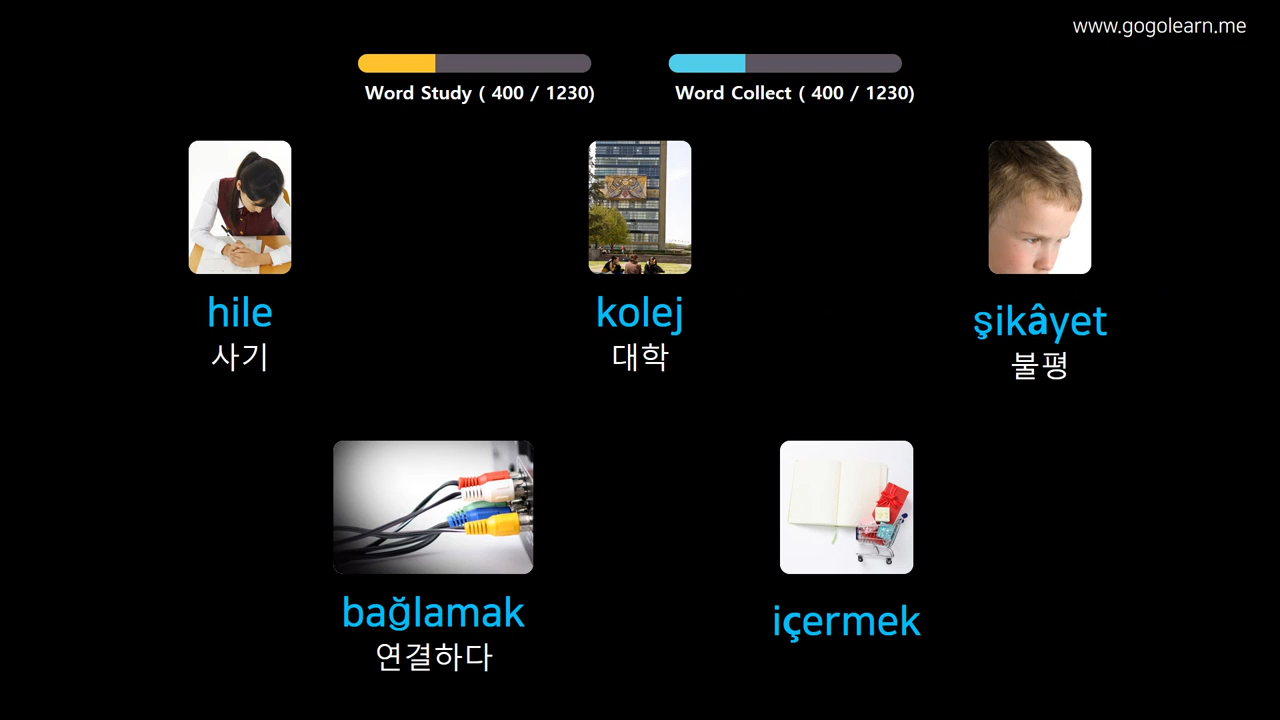 www.gogolearn.me
Word Study ( 400 / 1230)
Word Collect ( 400 / 1230)
hile
사기
kolej
대학
şikâyet
불평
bağlamak
연결하다
içermek